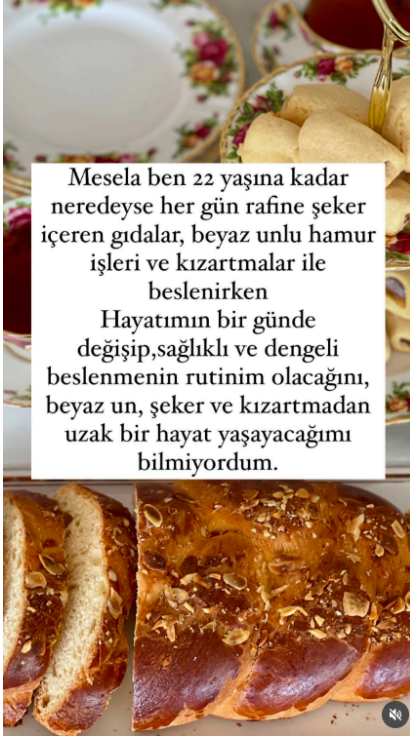 Mesela ben 22 yaşına kadar
neredeyse her gün rafine şeker
içeren gıdalar, beyaz unlu hamur
işleri ve kızartmalar ile
beslenirken
Hayatımın bir günde
değişip,sağlıklı ve dengeli
beslenmenin rutinim olacağını,
beyaz un, şeker ve kızartmadan
uzak bir hayat yaşayacağımı
bilmiyordum.